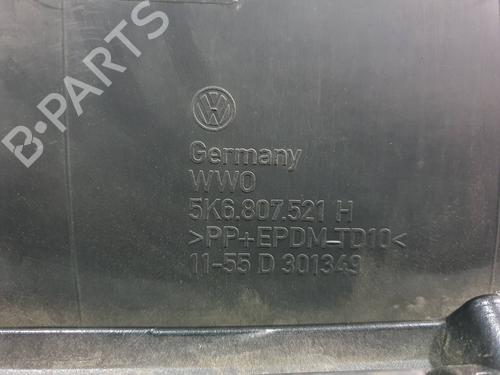 B-PARTS
Germany
WWO
5K6.807.521 H
>PP+EPDM-TD10<
11-55 D 301349